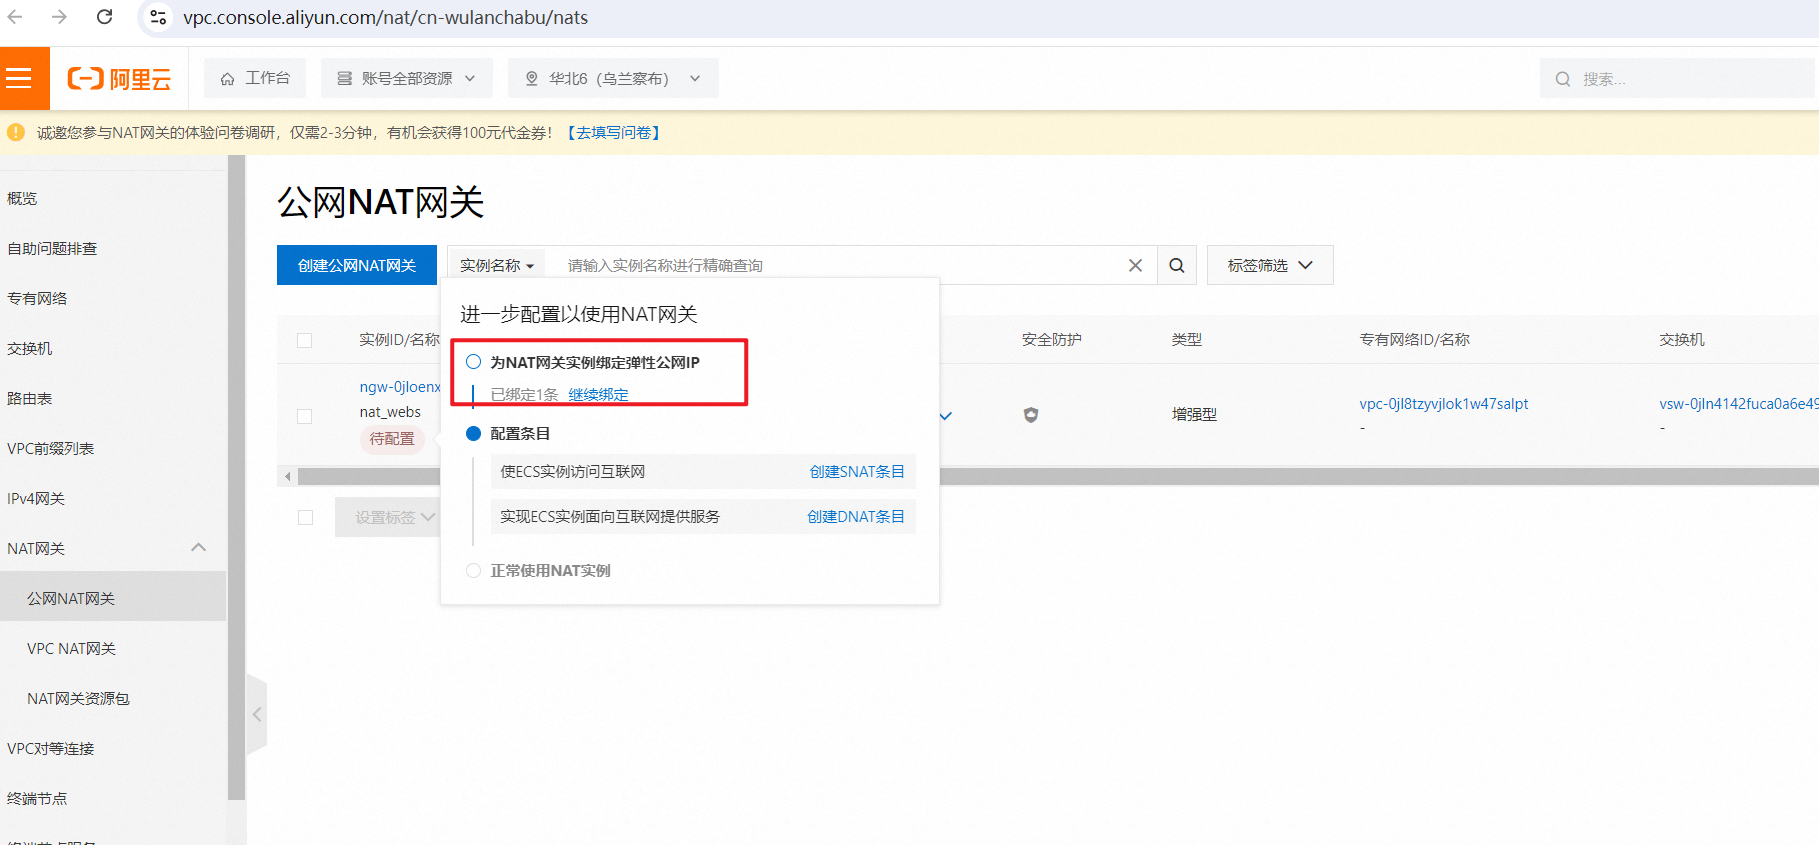 vpc.console.aliyun.com/nat/cn-wulanchabu/nats
阿里云
工作台
账号全部资源
华北6（乌兰察布）
搜索...
诚邀您参与NAT网关的体验问卷调研，仅需2-3分钟，有机会获得100元代金券！【去填写问卷】
概览
自助问题排查
专有网络
交换机
路由表
VPC前缀列表
IPv4网关
NAT网关
公网NAT网关
VPC NAT网关
NAT网关资源包
VPC对等连接
终端节点
公网NAT网关
创建公网NAT网关
实例名称
请输入实例名称进行精确查询
标签筛选
实例ID/名称
安全防护
类型
专有网络ID/名称
交换机
ngw-0jloenx
nat_webs
待配置
增强型
vpc-0jl8tzyvjlok1w47salpt
-
vsw-0jln4142fuca0a6e49
-
设置标签
进一步配置以使用NAT网关
为NAT网关实例绑定弹性公网IP
已绑定1条 继续绑定
配置条目
使ECS实例访问互联网 创建SNAT条目
实现ECS实例面向互联网提供服务 创建DNAT条目
正常使用NAT实例